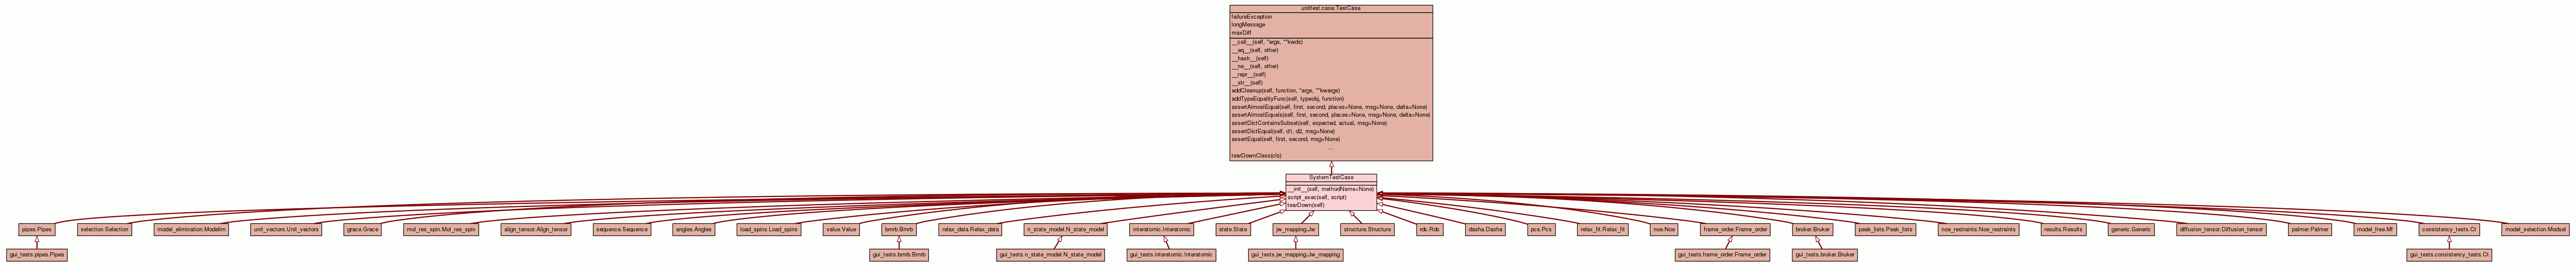 unittest.case.TestCase
failureException
longMessage
maxDiff
__call__(self, *args, **kwds)
__eq__(self, other)
__hash__(self)
__ne__(self, other)
__repr__(self)
__str__(self)
addCleanup(self, function, *args, **kwargs)
addTypeEqualityFunc(self, typeobj, function)
assertAlmostEqual(self, first, second, places=None, msg=None, delta=None)
assertAlmostEquals(self, first, second, places=None, msg=None, delta=None)
assertDictContainsSubset(self, expected, actual, msg=None)
assertDictEqual(self, d1, d2, msg=None)
assertEqual(self, first, second, msg=None)
...
tearDownClass(cls)
SystemTestCase
__init__(self, methodName=None)
script_exec(self, script)
tearDown(self)
pipes.Pipes
selection.Selection
model_elimination.Modelim
unit_vectors.Unit_vectors
grace.Grace
mol_res_spin.Mol_res_spin
align_tensor.Align_tensor
sequence.Sequence
angles.Angles
load_spins.Load_spins
value.Value
bmrb.Bmrb
relax_data.Relax_data
n_state_model.N_state_model
interatomic.Interatomic
state.State
jw_mapping.Jw
structure.Structure
rdc.Rdc
dasha.Dasha
pcs.Pcs
relax_fit.Relax_fit
noe.Noe
frame_order.Frame_order
bruker.Bruker
peak_lists.Peak_lists
noe_restraints.Noe_restraints
results.Results
generic.Generic
diffusion_tensor.Diffusion_tensor
palmer.Palmer
model_free.Mf
consistency_tests.Ct
model_selection.Modsel
gui_tests.pipes.Pipes
gui_tests.bmrb.Bmrb
gui_tests.n_state_model.N_state_model
gui_tests.interatomic.Interatomic
gui_tests.jw_mapping.Jw_mapping
gui_tests.frame_order.Frame_order
gui_tests.bruker.Bruker
gui_tests.consistency_tests.Ct